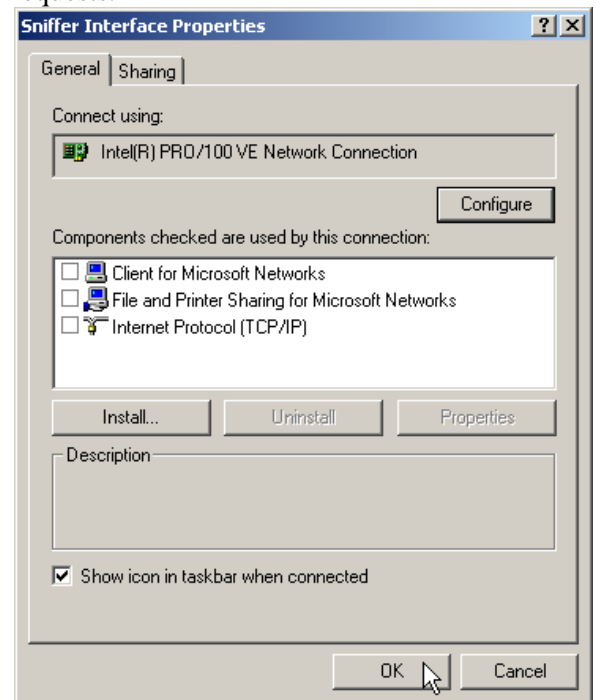 Sniffer Interface Properties ? ×
General Sharing
Connect using:
Intel(R) PRO/100 VE Network Connection
Configure
Components checked are used by this connection:
Client for Microsoft Networks
File and Printer Sharing for Microsoft Networks
Internet Protocol (TCP/IP)
Install... Uninstall Properties
Description
Show icon in taskbar when connected
OK Cancel